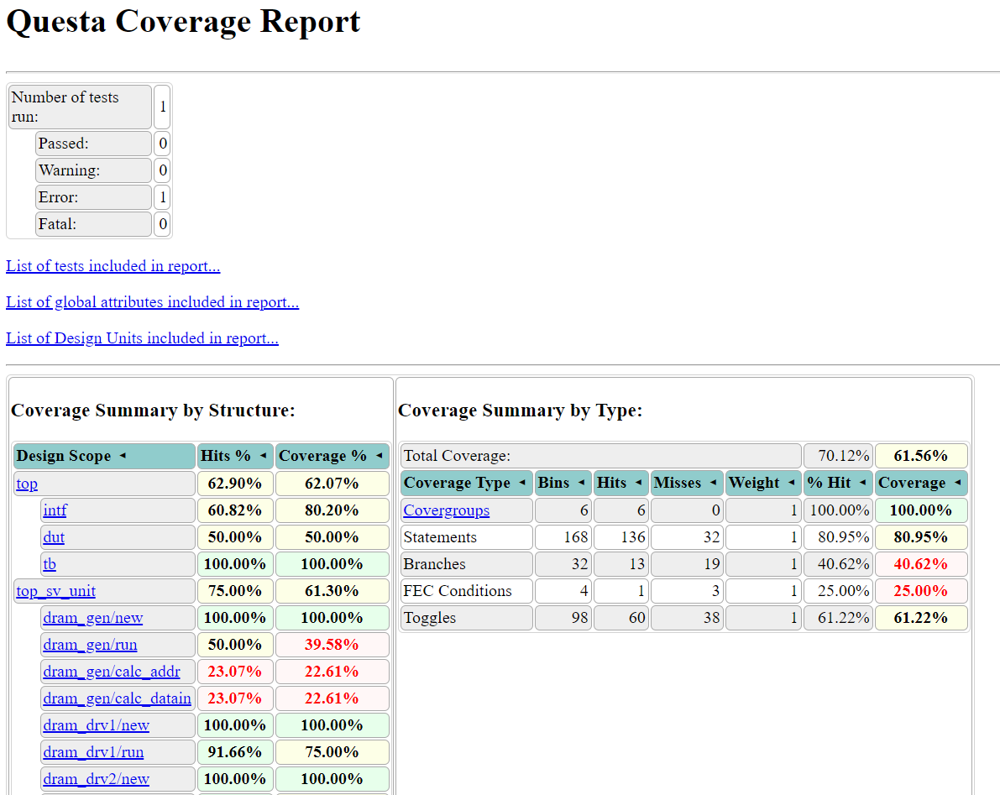 Questa Coverage Report
Number of tests
run:
1
Passed: 0
Warning: 0
Error: 1
Fatal: 0
List of tests included in report...
List of global attributes included in report...
List of Design Units included in report...
Coverage Summary by Structure:
Design Scope ◄ Hits % ◄ Coverage % ◄
top 62.90% 62.07%
intf 60.82% 80.20%
dut 50.00% 50.00%
tb 100.00% 100.00%
top_sv_unit 75.00% 61.30%
dram_gen/new 100.00% 100.00%
dram_gen/run 50.00% 39.58%
dram_gen/calc_addr 23.07% 22.61%
dram_gen/calc_datain 23.07% 22.61%
dram_drv1/new 100.00% 100.00%
dram_drv1/run 91.66% 75.00%
dram_drv2/new 100.00% 100.00%
Coverage Summary by Type:
Total Coverage: 70.12% 61.56%
Coverage Type ◄ Bins ◄ Hits ◄ Misses ◄ Weight ◄ % Hit ◄ Coverage ◄
Covergroups 6 6 0 1 100.00% 100.00%
Statements 168 136 32 1 80.95% 80.95%
Branches 32 13 19 1 40.62% 40.62%
FEC Conditions 4 1 3 1 25.00% 25.00%
Toggles 98 60 38 1 61.22% 61.22%